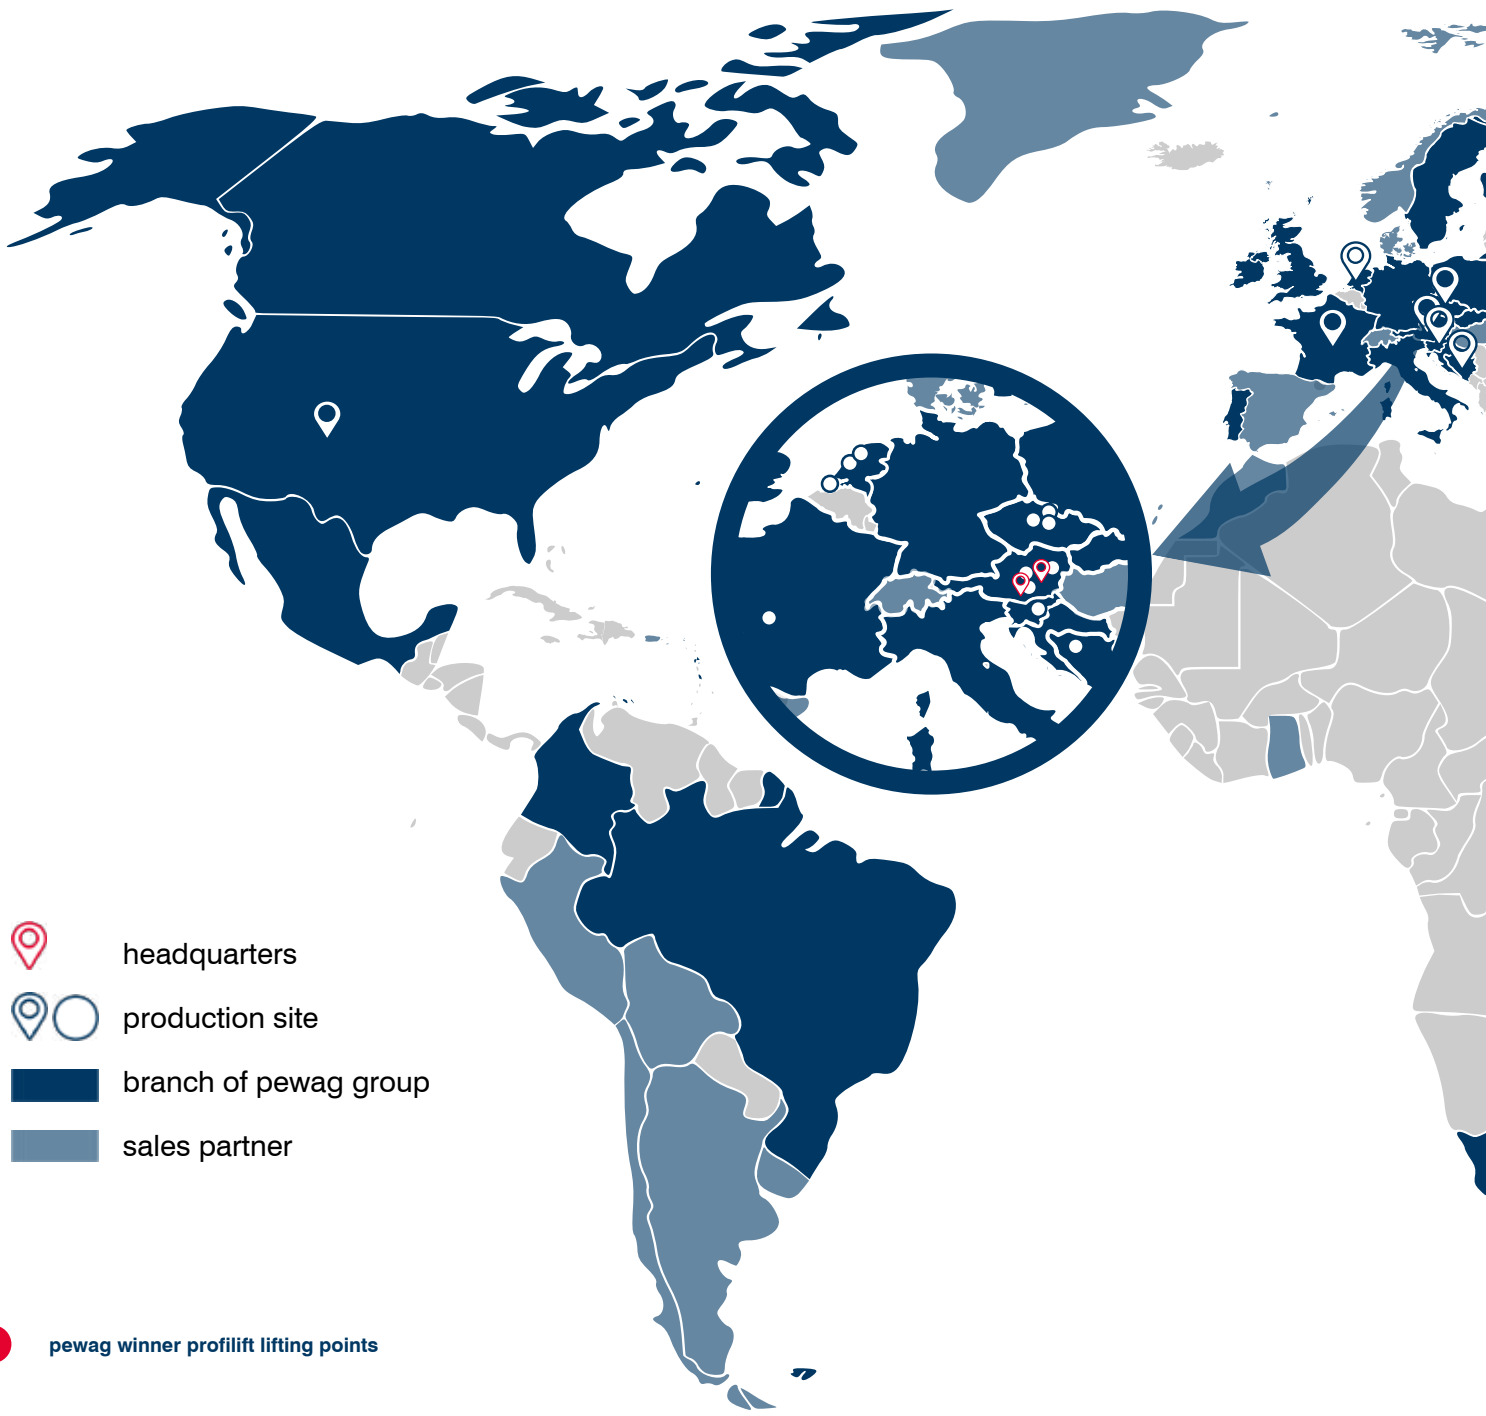 headquarters
production site
branch of pewag group
sales partner
pewag winner profilift lifting points